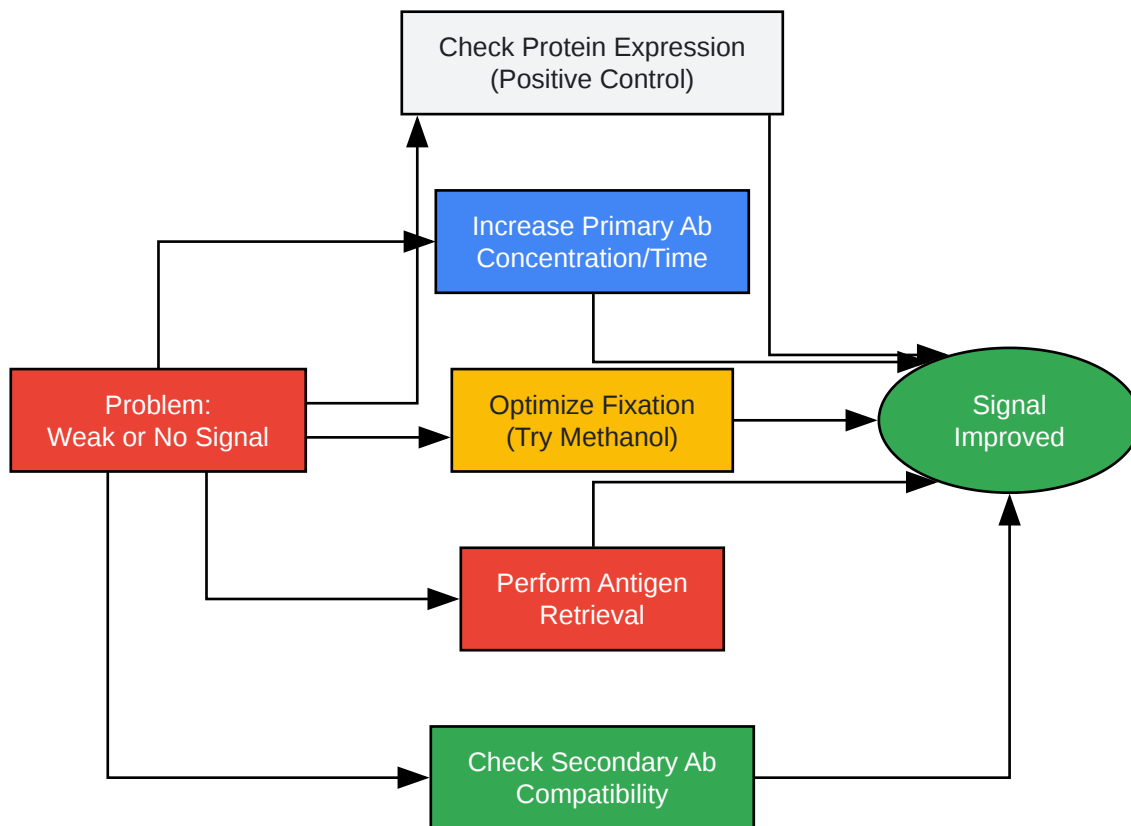 Check Protein Expression
(Positive Control)
Increase Primary Ab
Concentration/Time
Problem:
Weak or No Signal
Optimize Fixation
(Try Methanol)
Signal
Improved
Perform Antigen
Retrieval
Check Secondary Ab
Compatibility